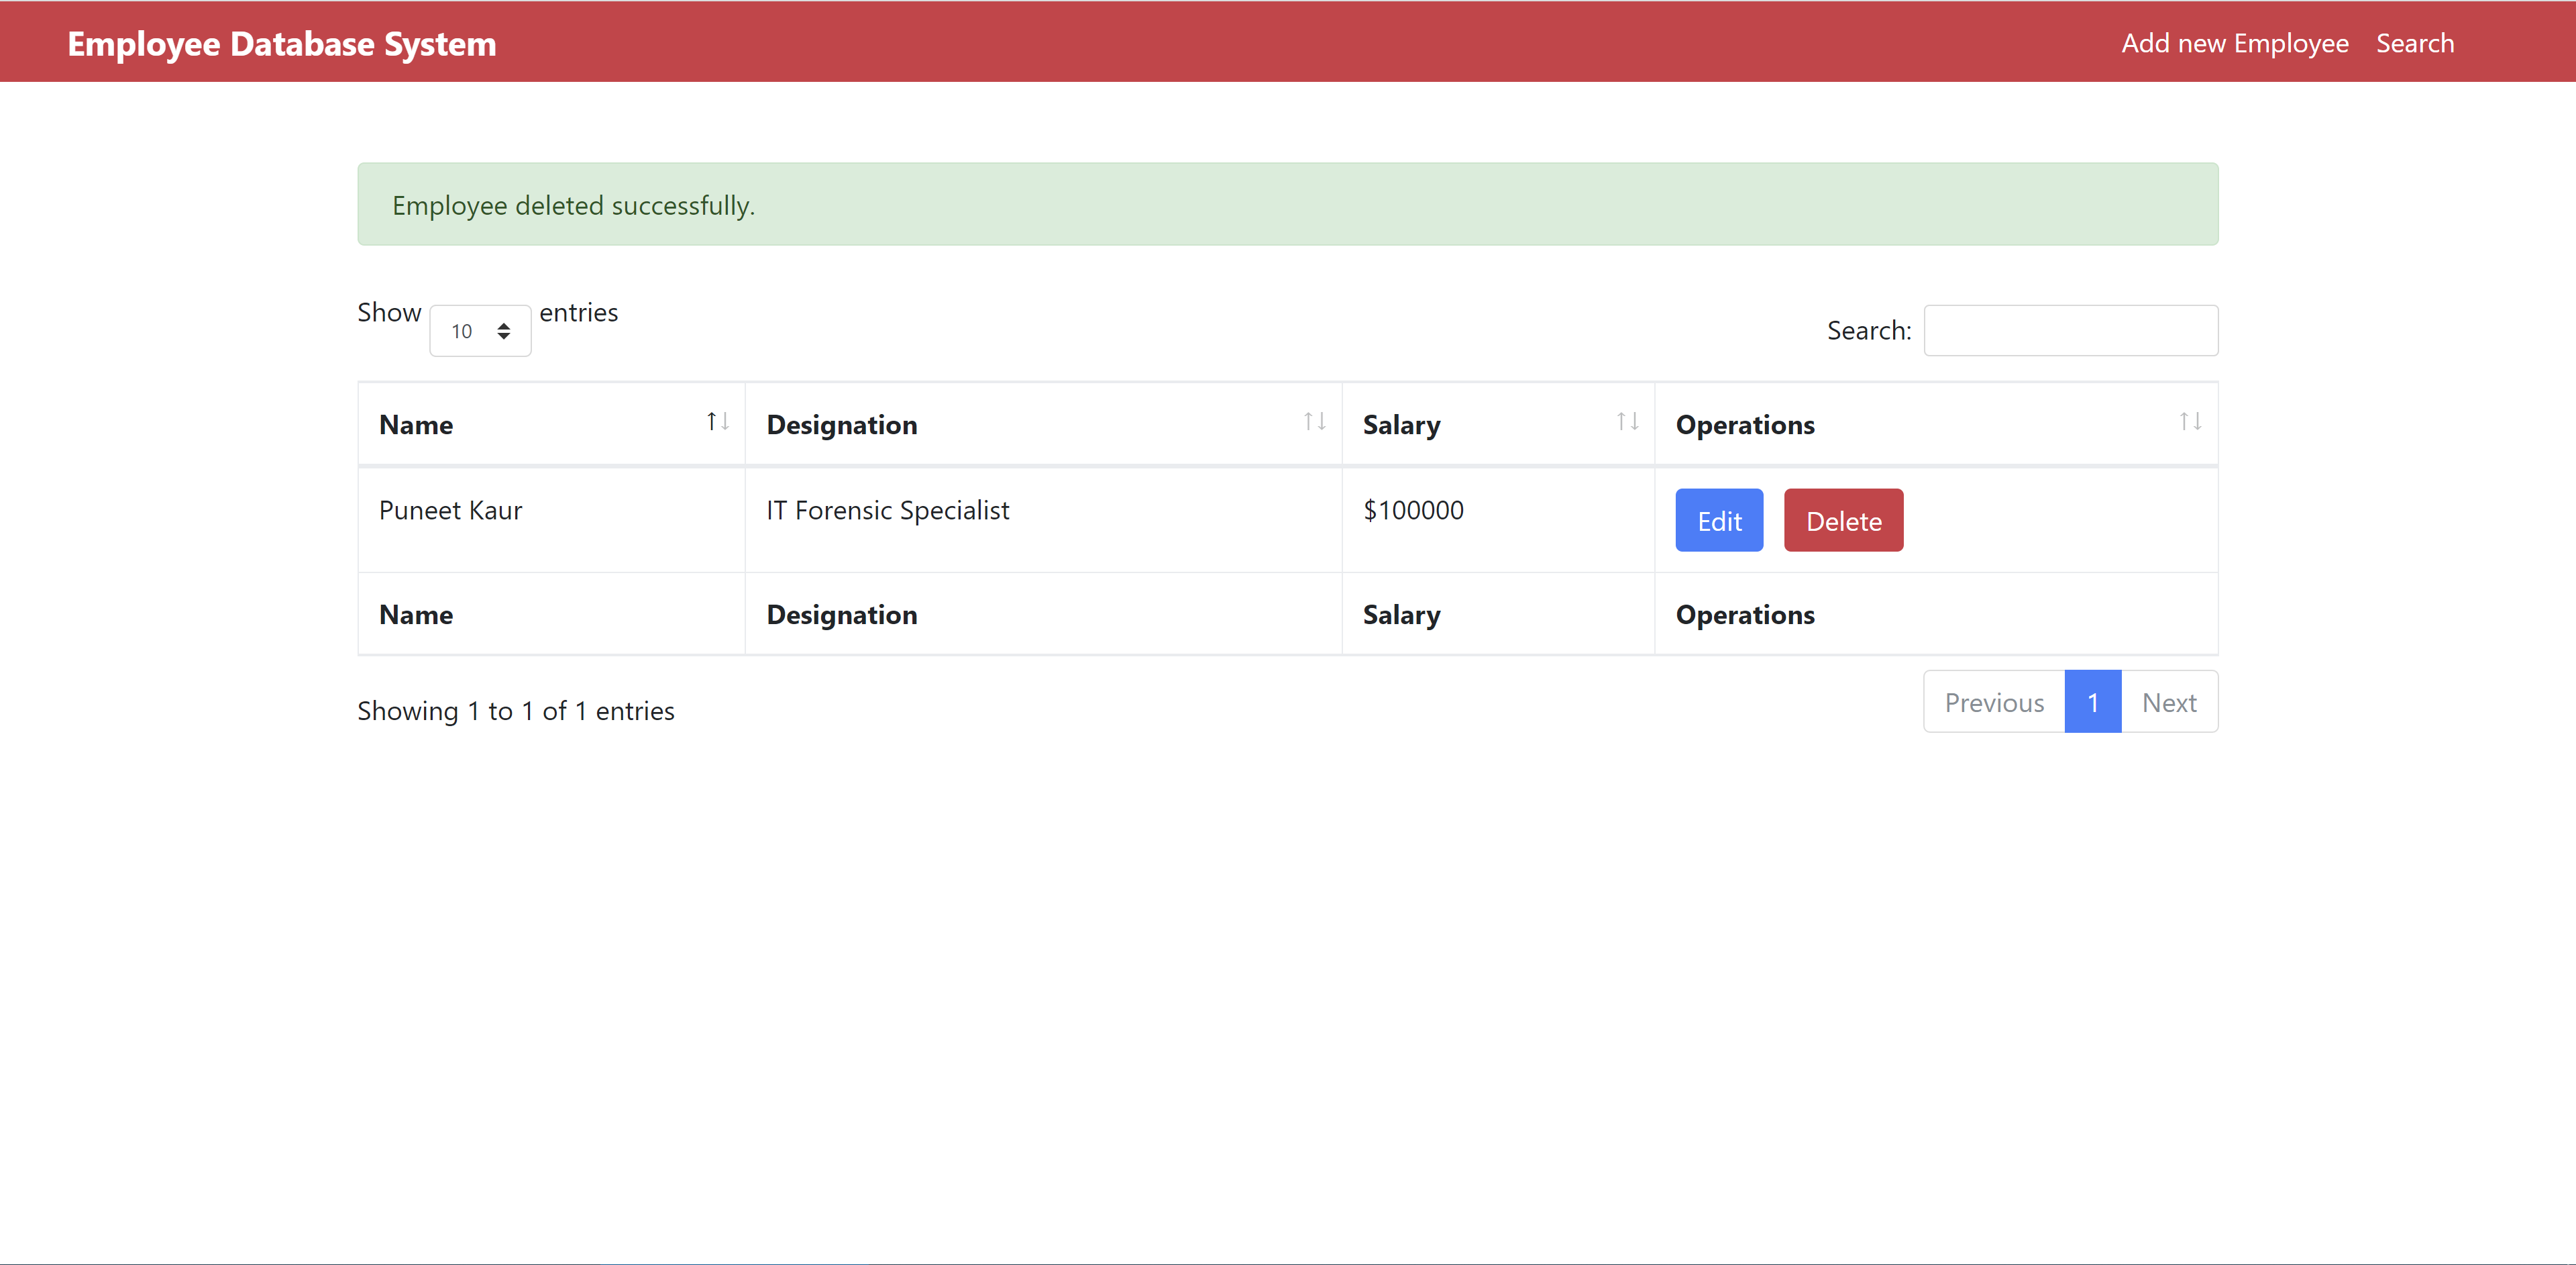 Employee Database System Add new Employee Search
Employee deleted successfully.
Show 10 entries Search:
Name Designation Salary Operations
Puneet Kaur IT Forensic Specialist $100000 Edit Delete
Name Designation Salary Operations
Showing 1 to 1 of 1 entries Previous 1 Next